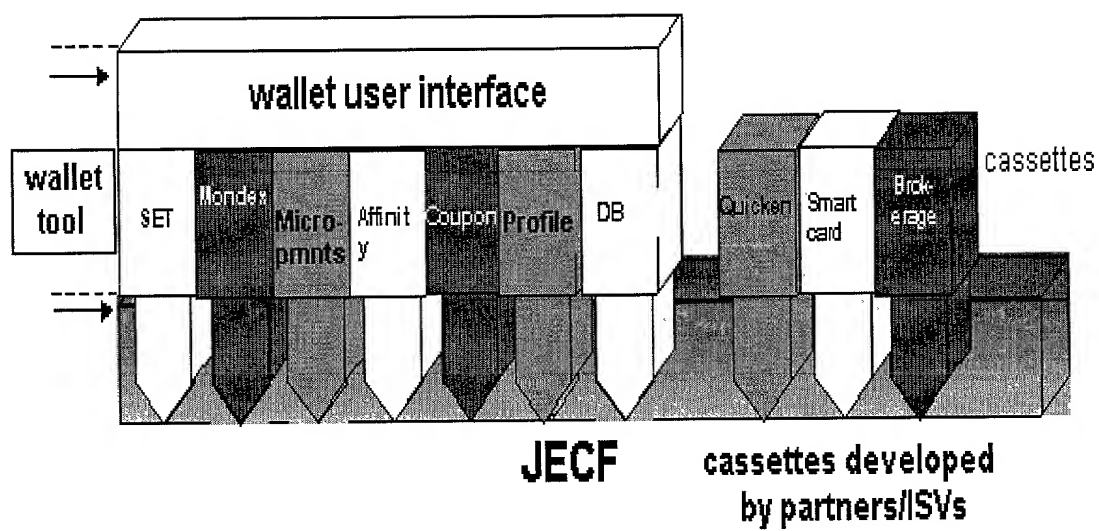 wallet user interface
wallet
tool
SET
Mondex
Micro-
pmnts
Affinit
y
Coupon
Profile
DB
Quicken
Smart
card
Brok-
erage
cassettes
JECF
cassettes developed
by partners/ISVs